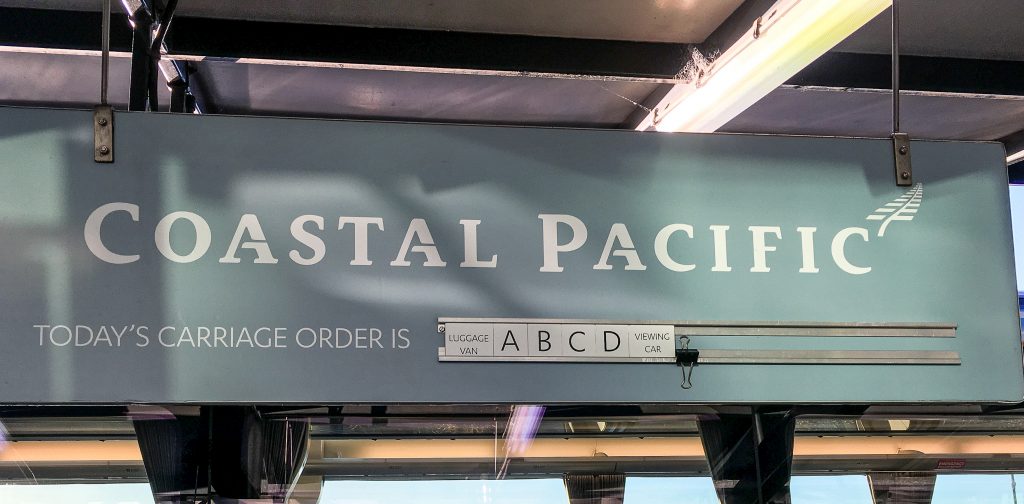 COASTAL PACIFIC
TODAY'S CARRIAGE ORDER IS LUGGAGE VAN A B C D VIEWING CAR